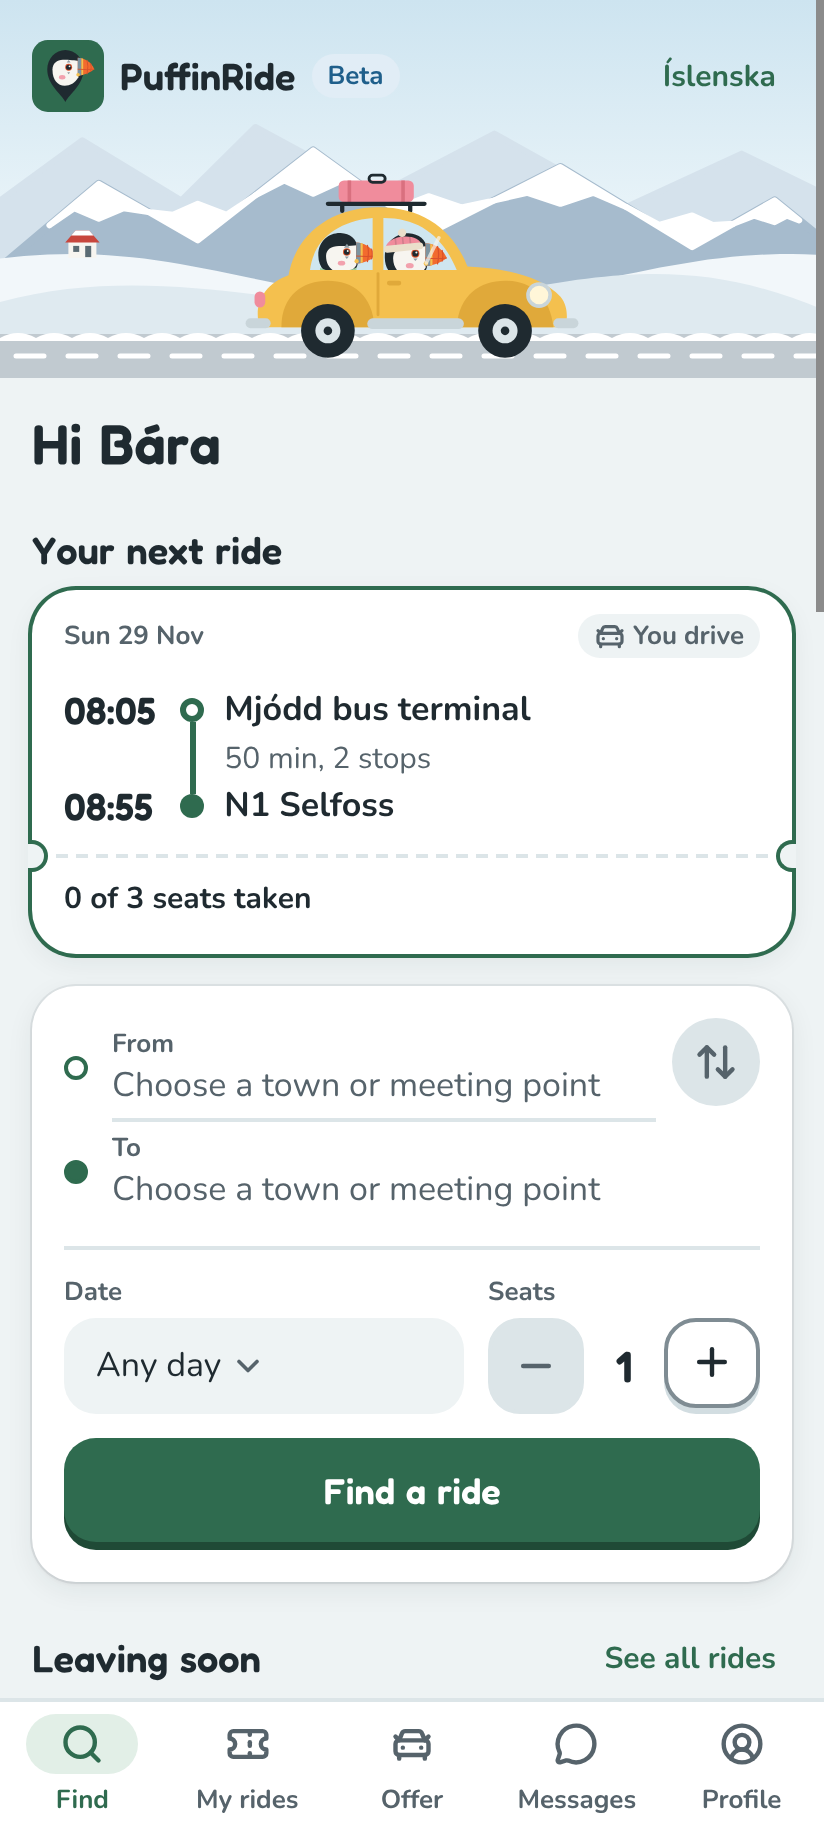 PuffinRide Beta Íslenska
Hi Bára
Your next ride
Sun 29 Nov You drive
08:05 Mjódd bus terminal
50 min, 2 stops
08:55 N1 Selfoss
0 of 3 seats taken
From
Choose a town or meeting point
To
Choose a town or meeting point
Date Seats
Any day 1
Find a ride
Leaving soon See all rides
Find My rides Offer Messages Profile